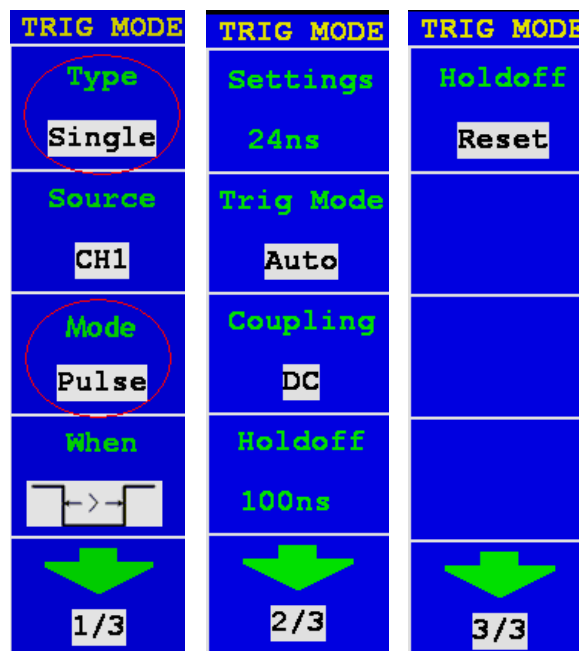 TRIG MODE
Type
Single
Source
CH1
Mode
Pulse
When
>
1/3
TRIG MODE
Settings
24ns
Trig Mode
Auto
Coupling
DC
Holdoff
100ns
2/3
TRIG MODE
Holdoff
Reset
3/3